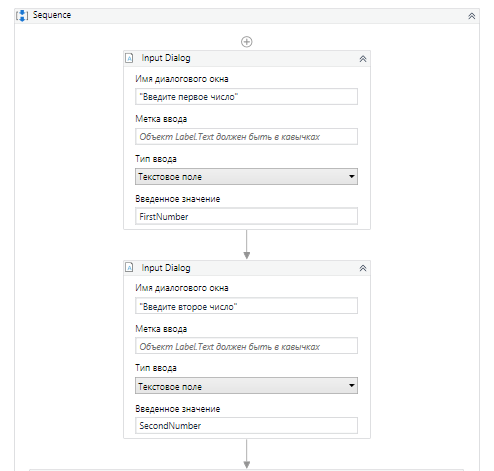 Sequence
Input Dialog
Имя диалогового окна
"Введите первое число"
Метка ввода
Объект Label.Text должен быть в кавычках
Тип ввода
Текстовое поле
Введенное значение
FirstNumber
Input Dialog
Имя диалогового окна
"Введите второе число"
Метка ввода
Объект Label.Text должен быть в кавычках
Тип ввода
Текстовое поле
Введенное значение
SecondNumber